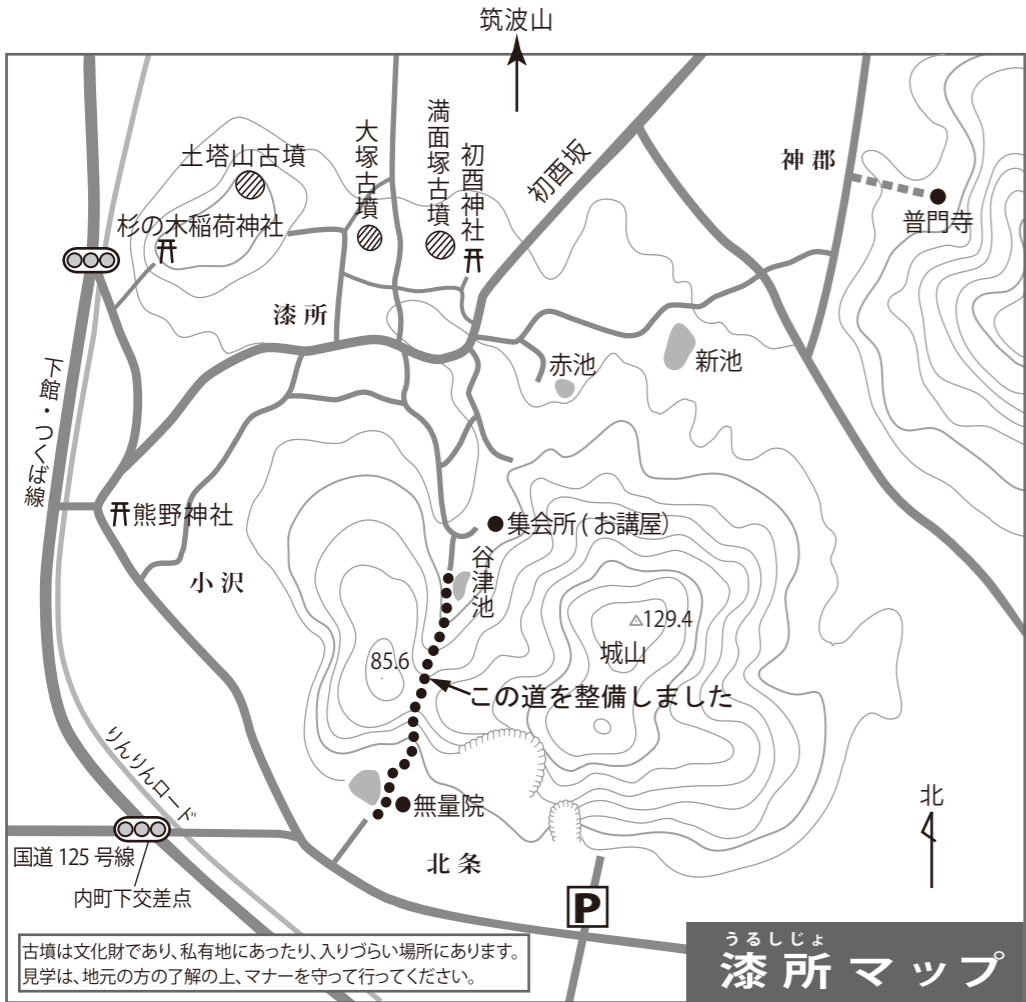 筑波山
土塔山古墳
大塚古墳
満面塚古墳
初酉神社
初酉坂
神郡
普門寺
杉の木稲荷神社
漆所
赤池
新池
下館・つくば線
熊野神社
集会所(お講屋)
小沢
谷津池
129.4
城山
85.6
この道を整備しました
りんりんロード
無量院
北
国道125号線
北条
内町下交差点
P
古墳は文化財であり、私有地にあったり、入りづらい場所にあります。
見学は、地元の方の了解の上、マナーを守って行ってください。
うるしじょ
漆所マップ